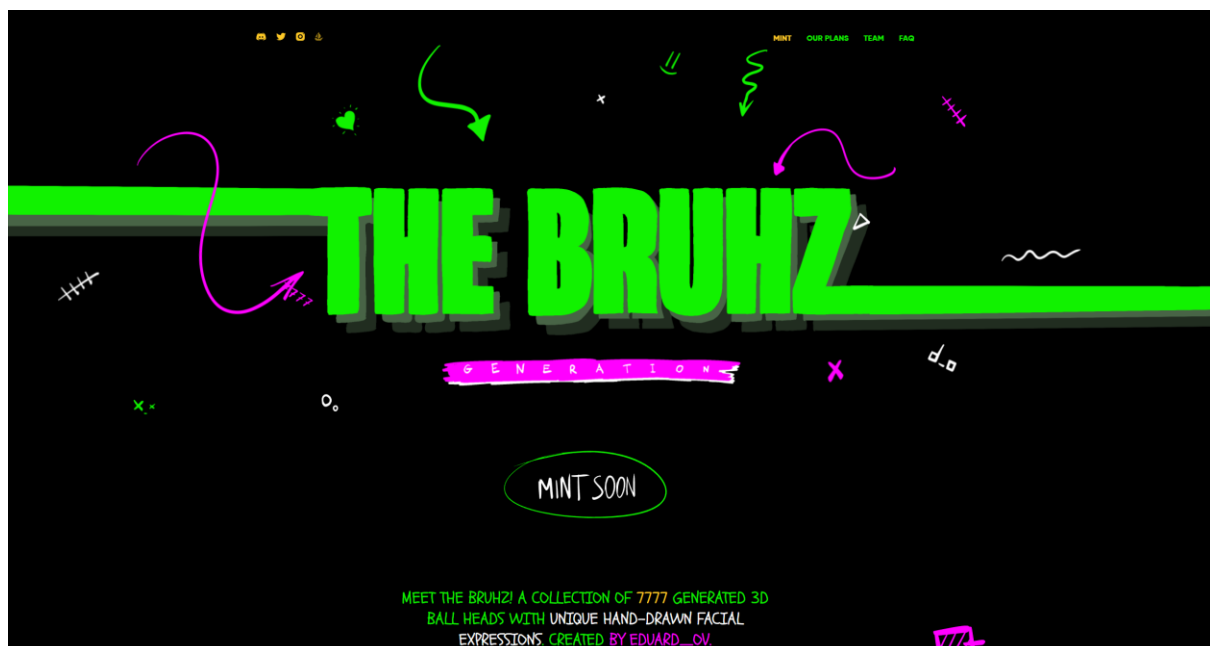 MINT OUR PLANS TEAM FAQ
THE BRUHZ
777
GENERATION
MINT SOON
MEET THE BRUHZ! A COLLECTION OF 7777 GENERATED 3D
BALL HEADS WITH UNIQUE HAND-DRAWN FACIAL
EXPRESSIONS. CREATED BY EDUARD__OV.